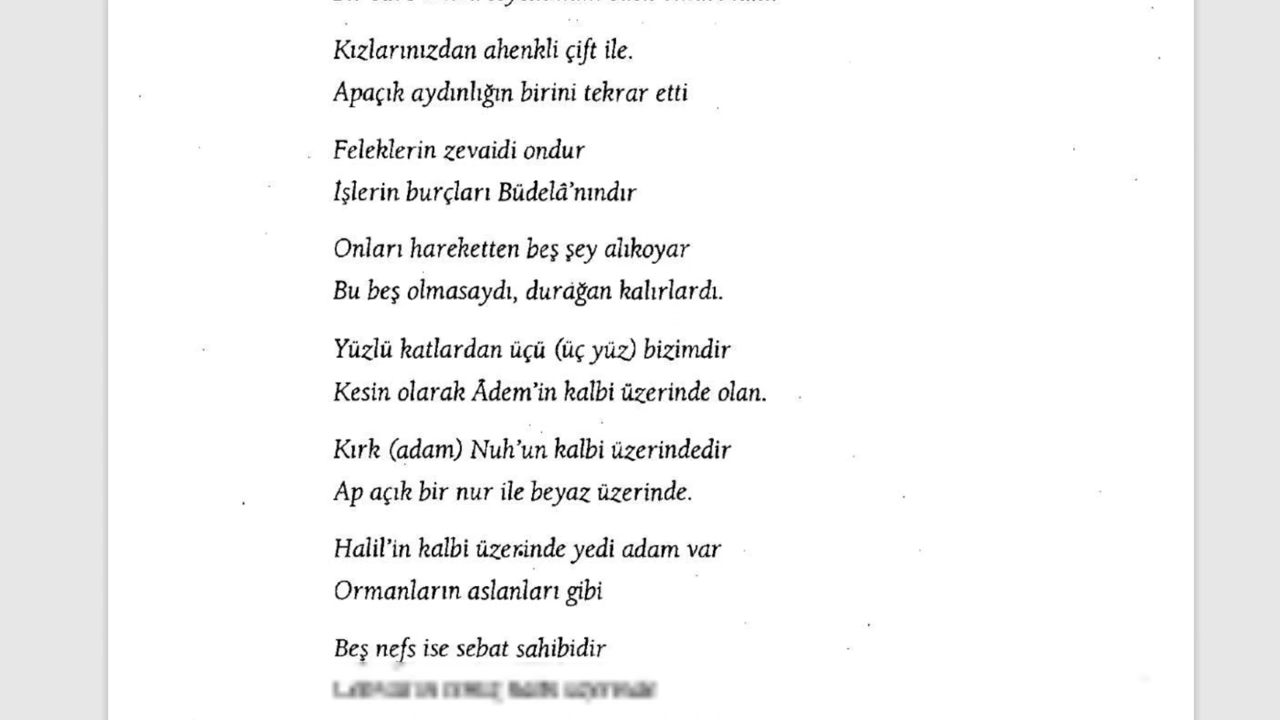 Kızlarınızdan ahenkli çift ile.
Apaçık aydınlığın birini tekrar etti
Feleklerin zevaidi ondur
İşlerin burçları Büdelâ’nındır
Onları hareketten beş şey alıkoyar
Bu beş olmasaydı, durağan kalırlardı.
Yüzlü katlardan üçü (üç yüz) bizimdir
Kesin olarak Âdem’in kalbi üzerinde olan.
Kırk (adam) Nuh’un kalbi üzerindedir
Ap açık bir nur ile beyaz üzerinde.
Halil’in kalbi üzerinde yedi adam var
Ormanların aslanları gibi
Beş nefs ise sebat sahibidir